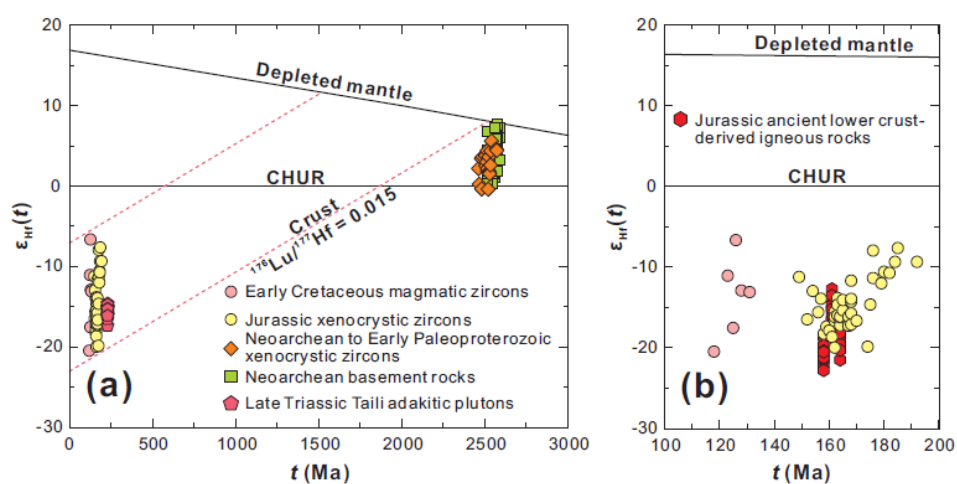 20
10
0
-10
-20
-30
εHf(t)
Depleted mantle
CHUR
Crust
¹⁷⁶Lu/¹⁷⁷Hf = 0.015
Early Cretaceous magmatic zircons
Jurassic xenocrystic zircons
Neoarchean to Early Paleoproterozoic
xenocrystic zircons
Neoarchean basement rocks
Late Triassic Taili adakitic plutons
(a)
0
500
1000
1500
2000
2500
3000
t (Ma)
20
10
0
-10
-20
-30
εHf(t)
Depleted mantle
Jurassic ancient lower crust-
derived igneous rocks
CHUR
(b)
100
120
140
160
180
200
t (Ma)